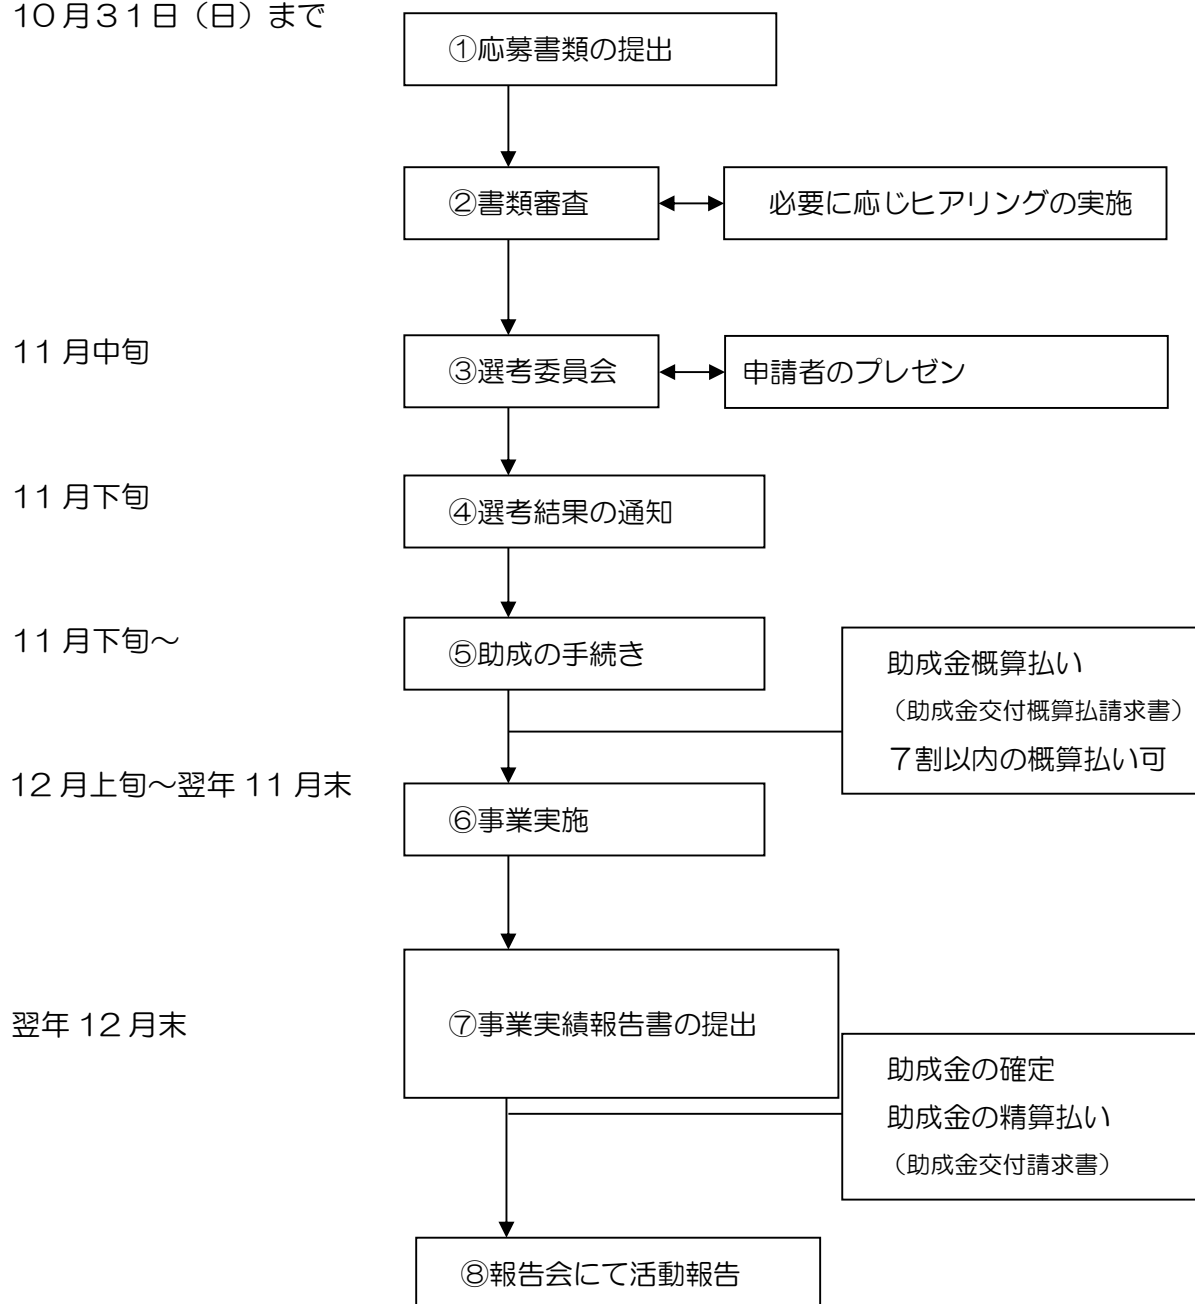 10月31日（日）まで
①応募書類の提出
②書類審査
必要に応じヒアリングの実施
11月中旬
③選考委員会
申請者のプレゼン
11月下旬
④選考結果の通知
11月下旬～
⑤助成の手続き
助成金概算払い
（助成金交付概算払請求書）
７割以内の概算払い可
12月上旬～翌年 11月末
⑥事業実施
翌年 12月末
⑦事業実績報告書の提出
助成金の確定
助成金の精算払い
（助成金交付請求書）
⑧報告会にて活動報告